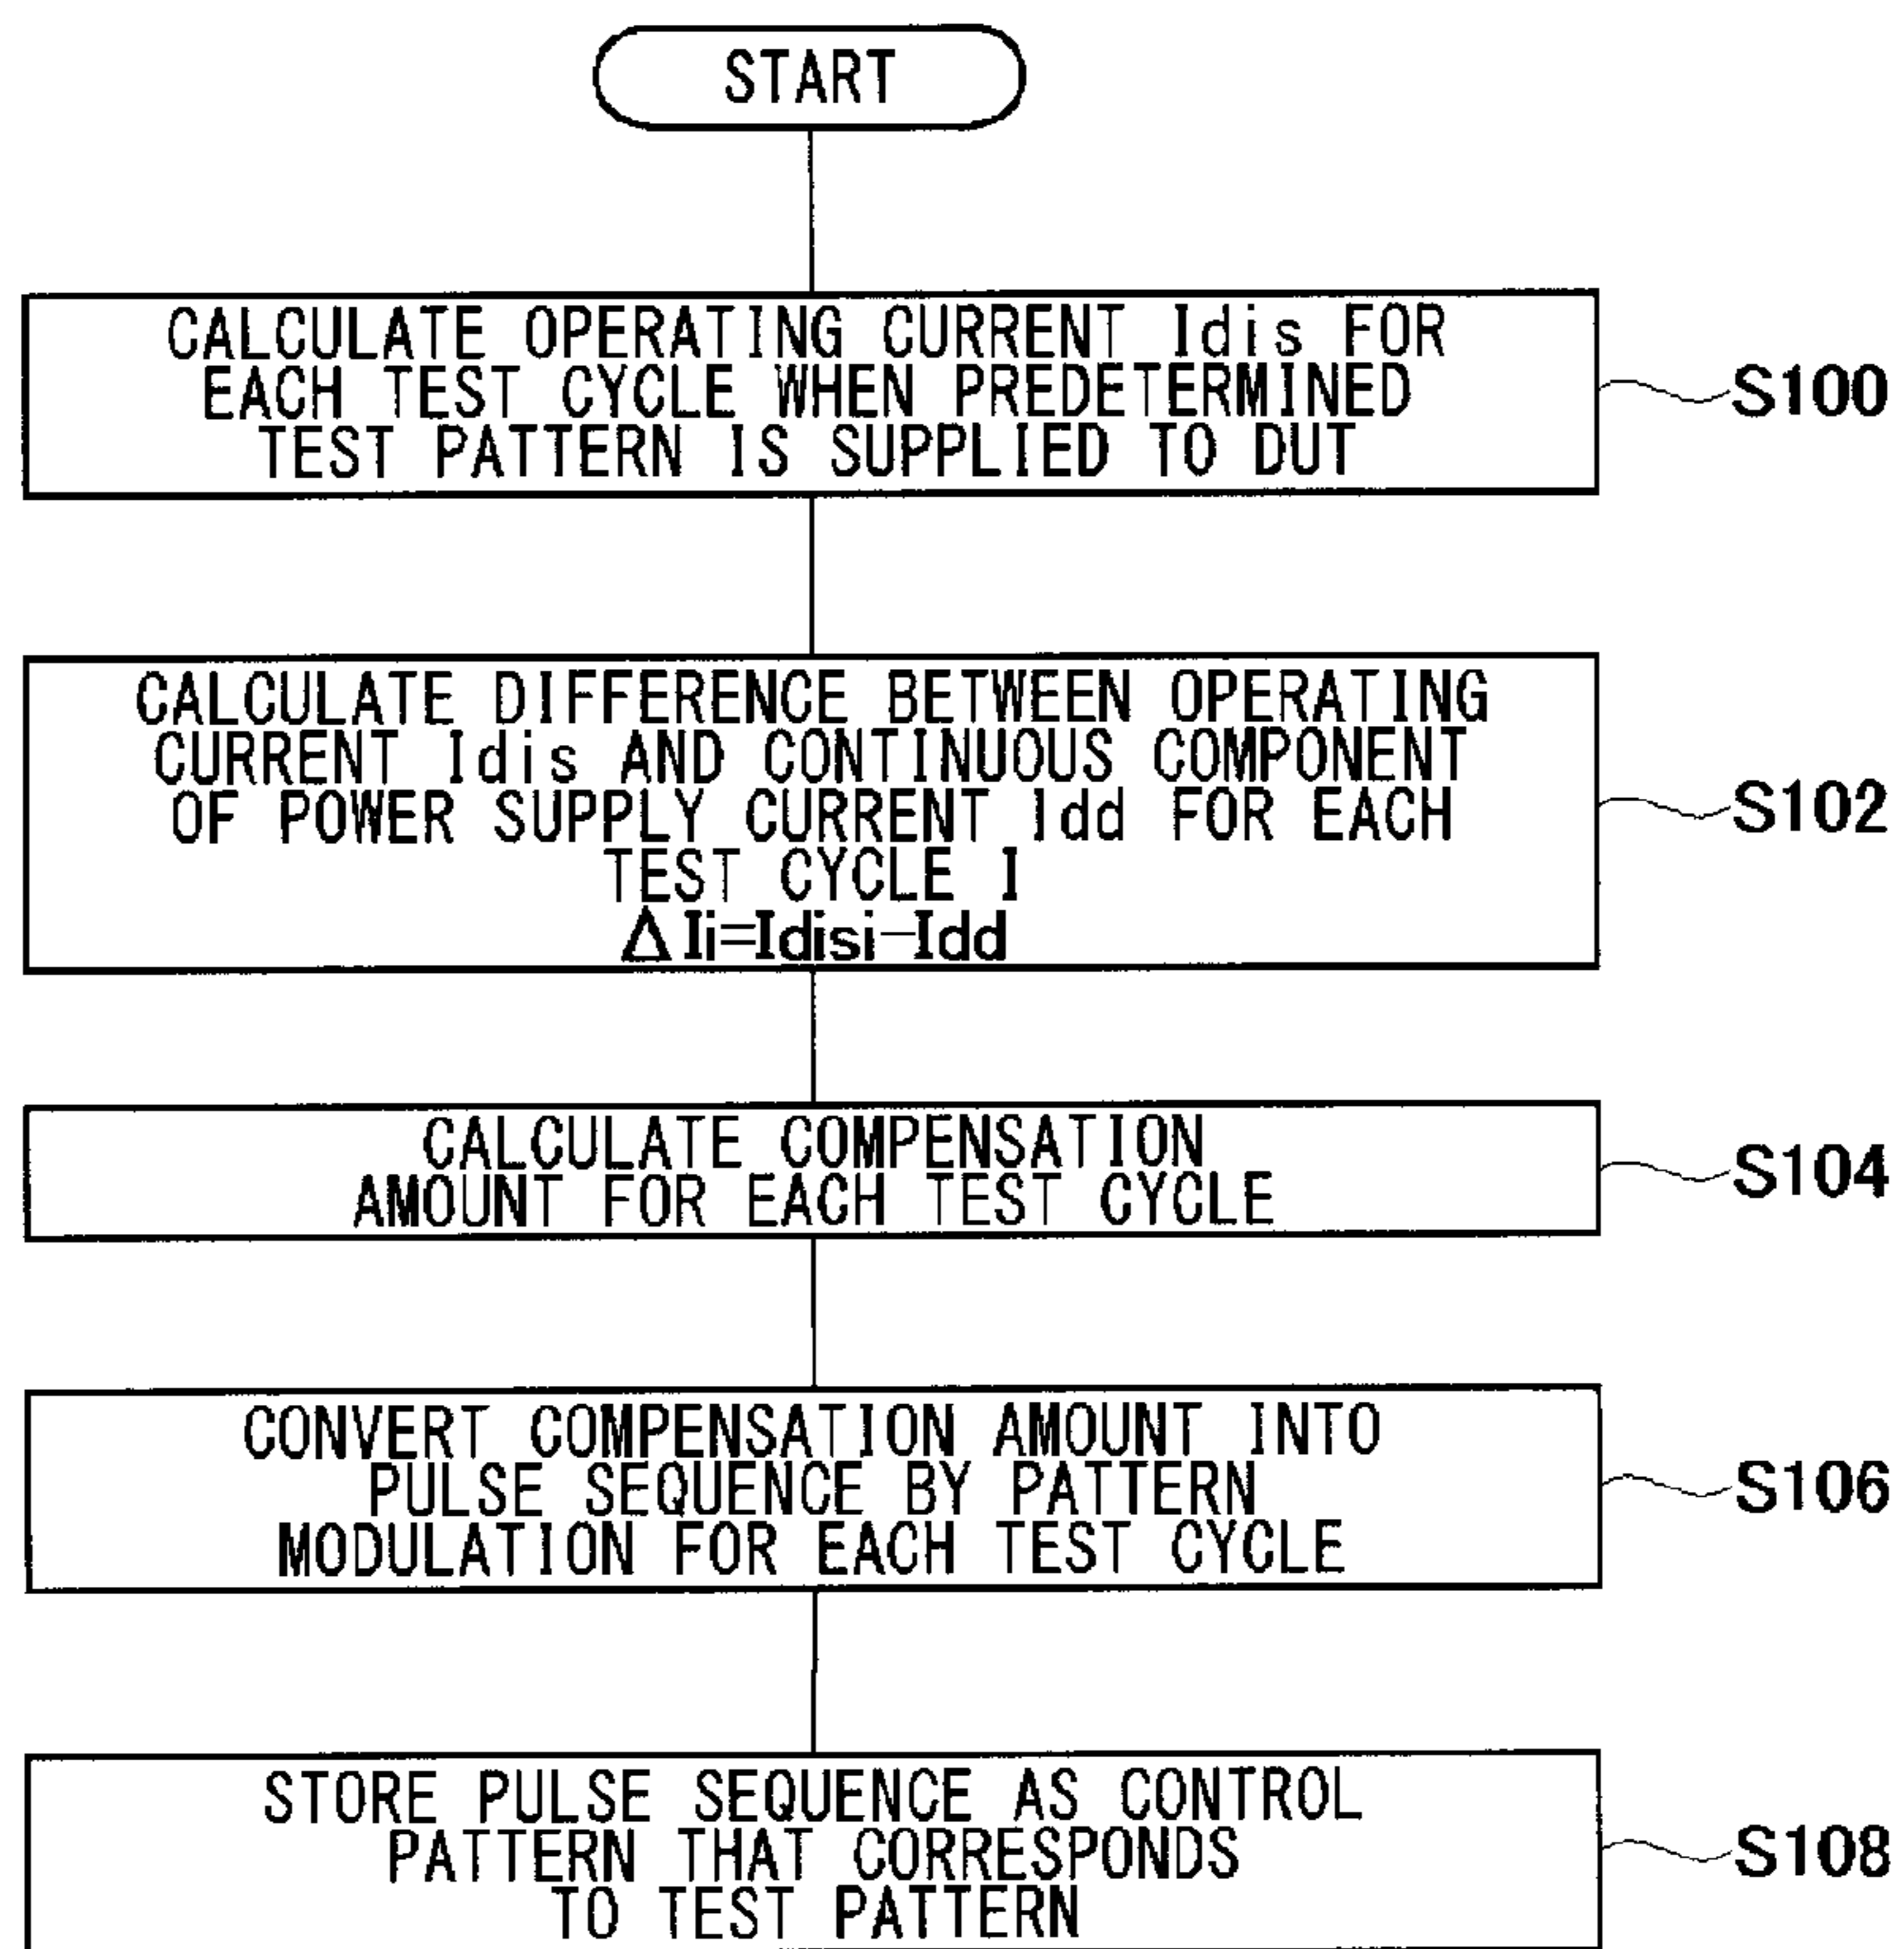 START
CALCULATE OPERATING CURRENT Idis FOR
EACH TEST CYCLE WHEN PREDETERMINED
TEST PATTERN IS SUPPLIED TO DUT
S100
CALCULATE DIFFERENCE BETWEEN OPERATING
CURRENT Idis AND CONTINUOUS COMPONENT
OF POWER SUPPLY CURRENT Idd FOR EACH
TEST CYCLE I
ΔIi=Idisi-Idd
S102
CALCULATE COMPENSATION
AMOUNT FOR EACH TEST CYCLE
S104
CONVERT COMPENSATION AMOUNT INTO
PULSE SEQUENCE BY PATTERN
MODULATION FOR EACH TEST CYCLE
S106
STORE PULSE SEQUENCE AS CONTROL
PATTERN THAT CORRESPONDS
TO TEST PATTERN
S108